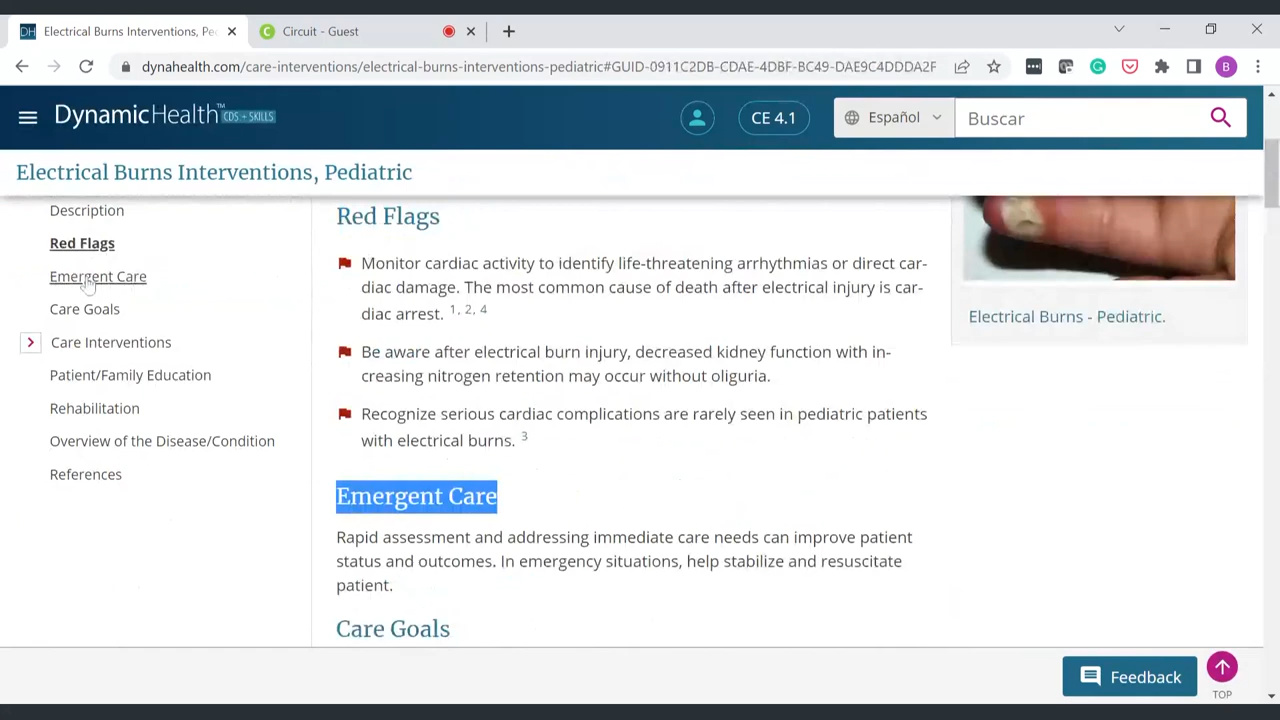 DH Electrical Burns Interventions, Pe
C Circuit - Guest
dynahealth.com/care-interventions/electrical-burns-interventions-pediatric#GUID-0911C2DB-CDAE-4DBF-BC49-DAE9C4DDDA2F
B
DynamicHealth™ CDS + SKILLS
CE 4.1
Español
Buscar
Electrical Burns Interventions, Pediatric
Description
Red Flags
Emergent Care
Care Goals
Care Interventions
Patient/Family Education
Rehabilitation
Overview of the Disease/Condition
References
Red Flags
Monitor cardiac activity to identify life-threatening arrhythmias or direct car-
diac damage. The most common cause of death after electrical injury is car-
diac arrest. 1, 2, 4
Be aware after electrical burn injury, decreased kidney function with in-
creasing nitrogen retention may occur without oliguria.
Recognize serious cardiac complications are rarely seen in pediatric patients
with electrical burns. 3
Emergent Care
Rapid assessment and addressing immediate care needs can improve patient
status and outcomes. In emergency situations, help stabilize and resuscitate
patient.
Care Goals
Electrical Burns - Pediatric.
Feedback
TOP